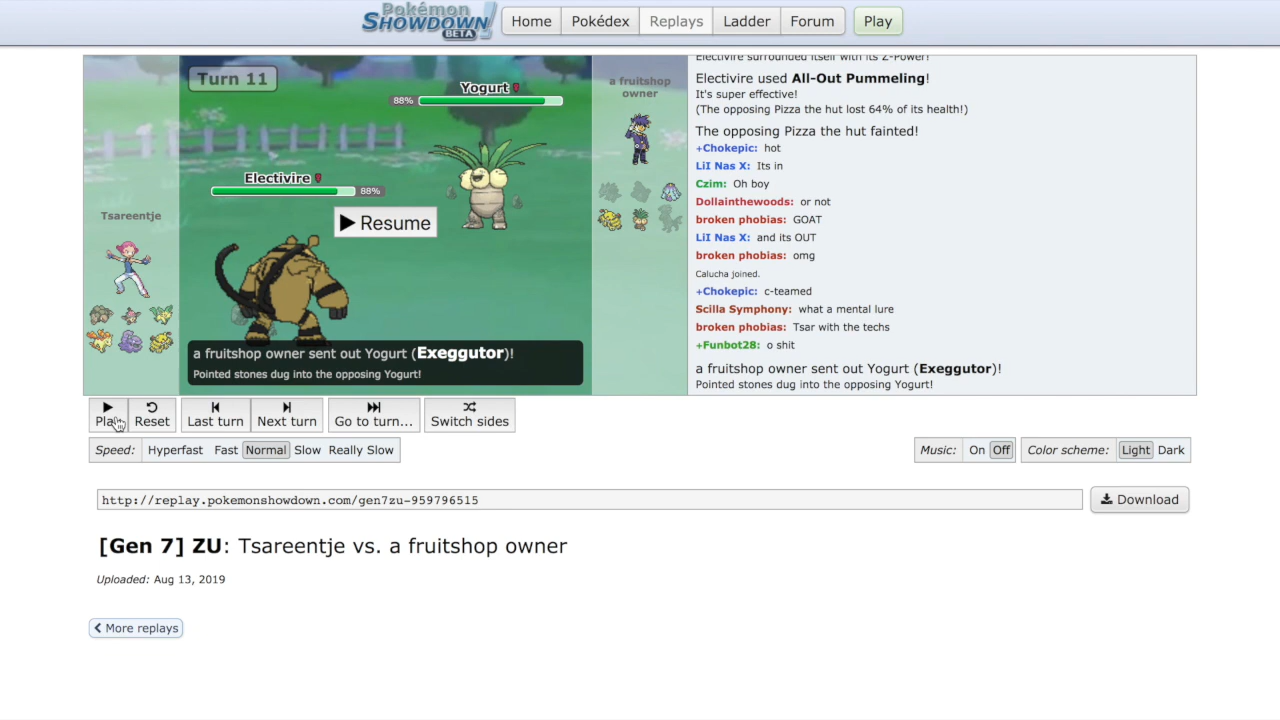 Pokémon
SHOWDOWN!
BETA
Home
Pokédex
Replays
Ladder
Forum
Play
Turn 11
Yogurt
88%
Electivire
88%
Resume
Tsareentje
a fruitshop owner sent out Yogurt (Exeggutor)!
Pointed stones dug into the opposing Yogurt!
a fruitshop
owner
Electivire surrounded itself with its Z-Power!
Electivire used All-Out Pummeling!
It's super effective!
(The opposing Pizza the hut lost 64% of its health!)
The opposing Pizza the hut fainted!
+Chokepic: hot
LiI Nas X: Its in
Czim: Oh boy
Dollainthewoods: or not
broken phobias: GOAT
LiI Nas X: and its OUT
broken phobias: omg
Calucha joined.
+Chokepic: c-teamed
Scilla Symphony: what a mental lure
broken phobias: Tsar with the techs
+Funbot28: o shit
a fruitshop owner sent out Yogurt (Exeggutor)!
Pointed stones dug into the opposing Yogurt!
Play
Reset
Last turn
Next turn
Go to turn...
Switch sides
Speed: Hyperfast Fast Normal Slow Really Slow
Music: On Off
Color scheme: Light Dark
http://replay.pokemonshowdown.com/gen7zu-959796515
Download
[Gen 7] ZU: Tsareentje vs. a fruitshop owner
Uploaded: Aug 13, 2019
More replays